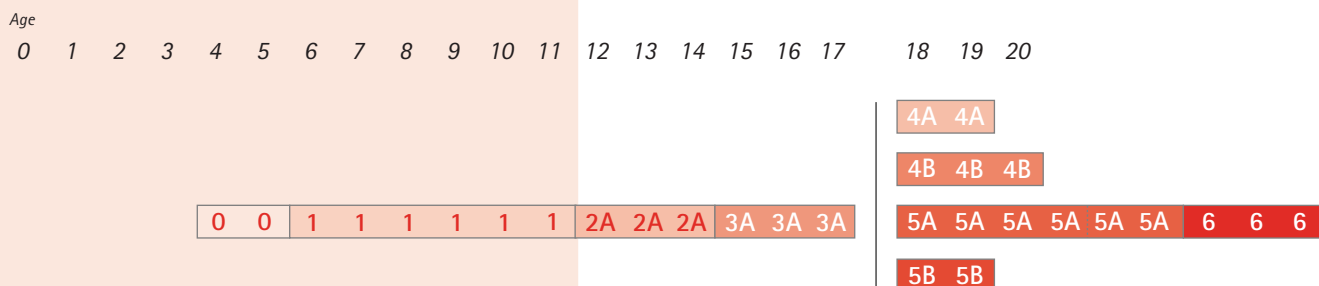 Age
0 1 2 3 4 5 6 7 8 9 10 11 12 13 14 15 16 17 18 19 20
4A 4A
4B 4B 4B
0 0 1 1 1 1 1 1 2A 2A 2A 3A 3A 3A 5A 5A 5A 5A 5A 5A 6 6 6
5B 5B